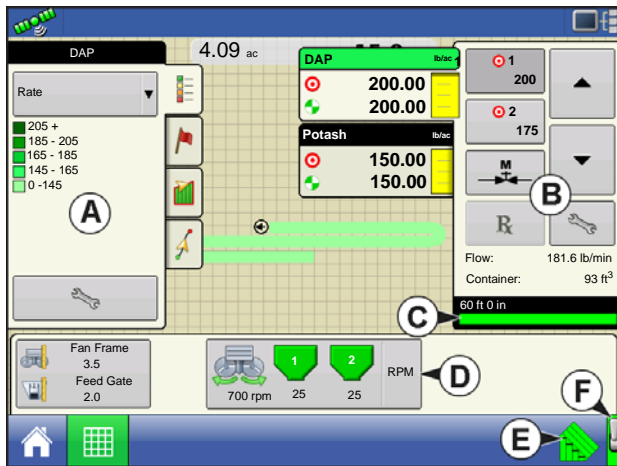 DAP
4.09 ac
Rate
205 +
185 - 205
165 - 185
145 - 165
0 -145
A
DAP lb/ac
200.00
200.00
Potash lb/ac
150.00
150.00
1
200
2
175
M
B
Rx
Flow: 181.6 lb/min
Container: 93 ft3
60 ft 0 in
C
Fan Frame
3.5
Feed Gate
2.0
700 rpm
1
25
2
25
RPM
D
E
F